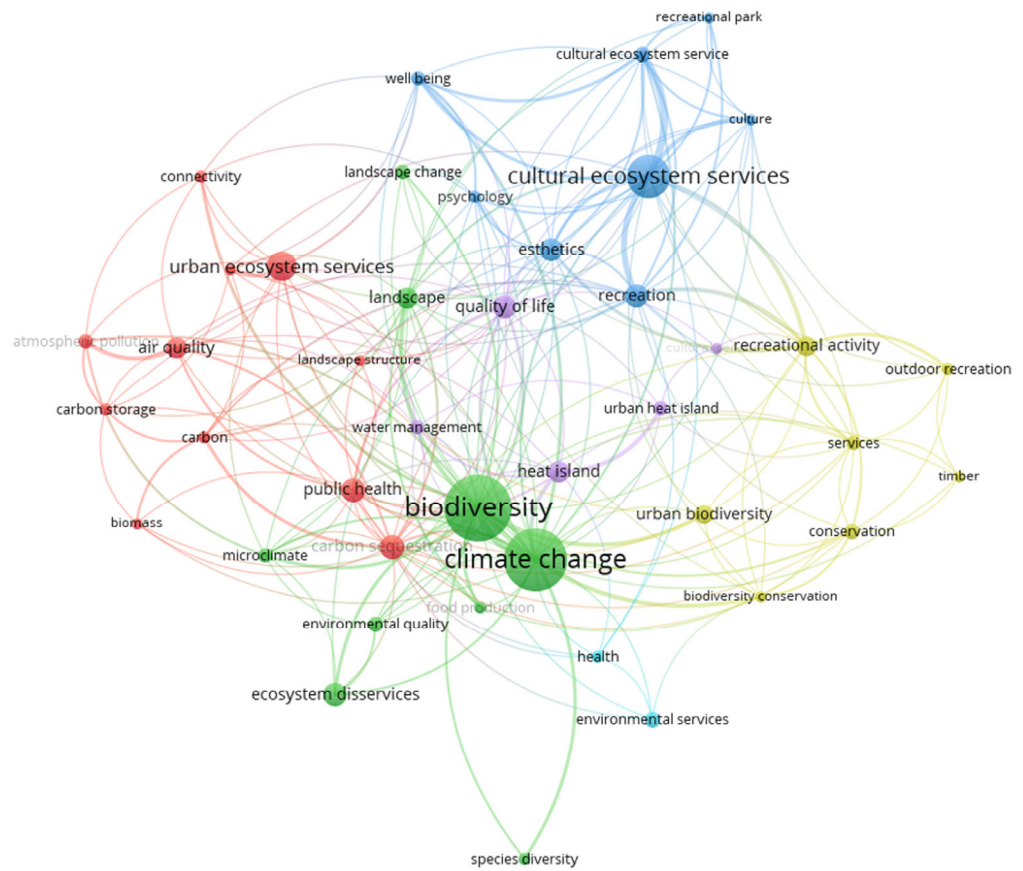 recreational park
cultural ecosystem service
well being
culture
landscape change
connectivity
cultural ecosystem services
psychology
esthetics
urban ecosystem services
recreation
landscape
quality of life
atmospheric pollution
air quality
recreational activity
landscape structure
outdoor recreation
carbon storage
urban heat island
water management
carbon
services
heat island
timber
public health
biodiversity
urban biodiversity
biomass
conservation
carbon sequestration
microclimate
climate change
biodiversity conservation
food production
environmental quality
health
ecosystem disservices
environmental services
species diversity